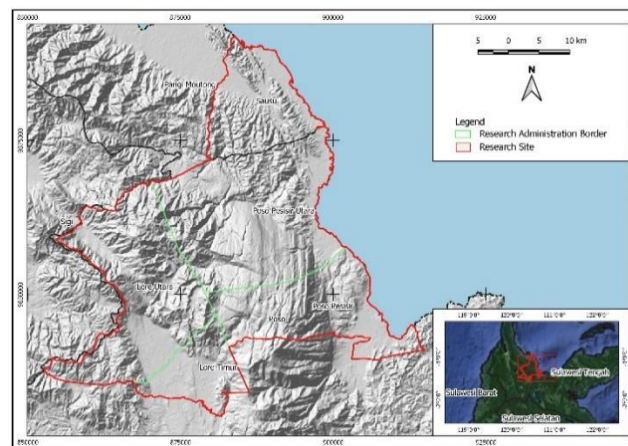 850000 875000 900000 925000
5 0 5 10 km
N
Legend
Research Administration Border
Research Site
Parigi Moutong
Sausu
9875000
Poso Pesisir Utara
Sigi
Lore Utara
Poso Pesisir
Poso
Lore Timur
Sulawesi Tengah
Sulawesi Barat
Sulawesi Selatan
850000 875000 900000 925000